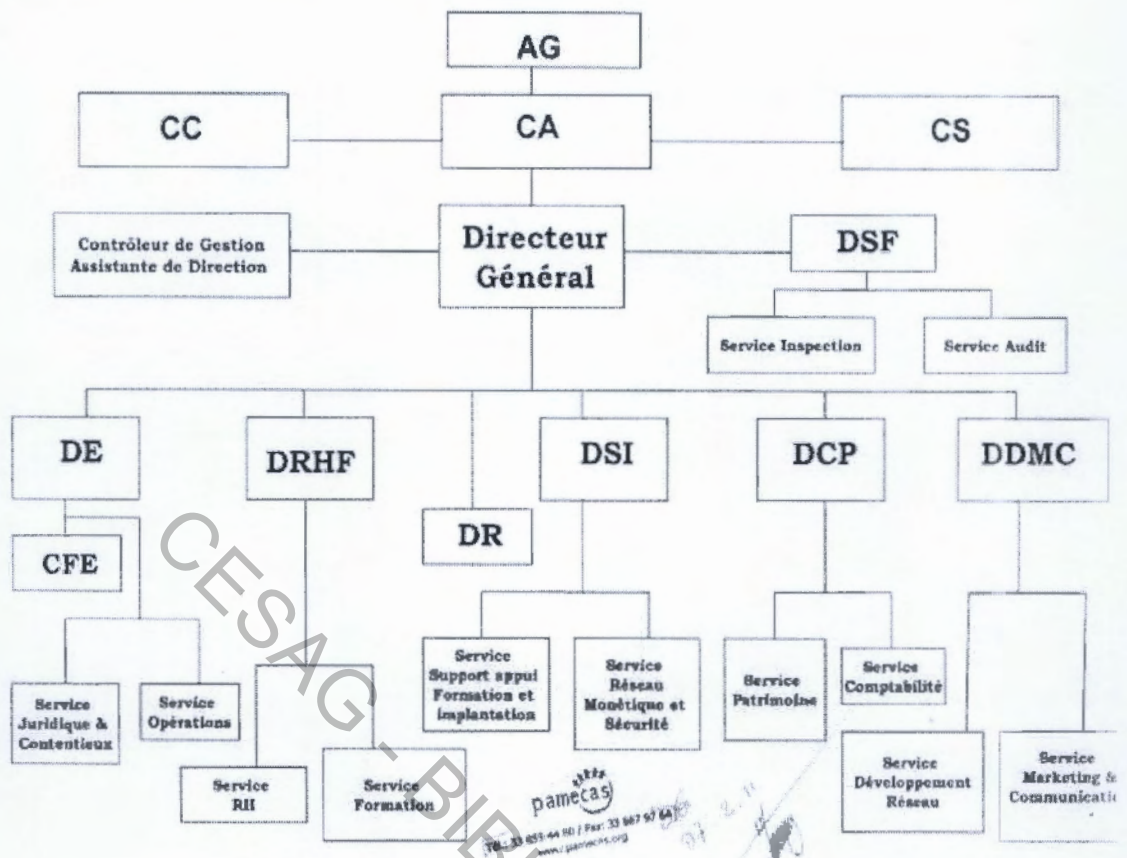 AG
CC
CA
CS
Contrôleur de Gestion
Assistante de Direction
Directeur
Général
DSF
Service Inspection
Service Audit
DE
DRHF
DR
DSI
DCP
DDMC
CFE
Service
Juridique &
Contentieux
Service
Opérations
Service
RH
Service
Formation
Service
Support appui
Formation et
implantation
Service
Réseau
Monétique et
Sécurité
Service
Patrimoine
Service
Comptabilité
Service
Développement
Réseau
Service
Marketing &
Communicatio
pamecas
CESAG - BIB